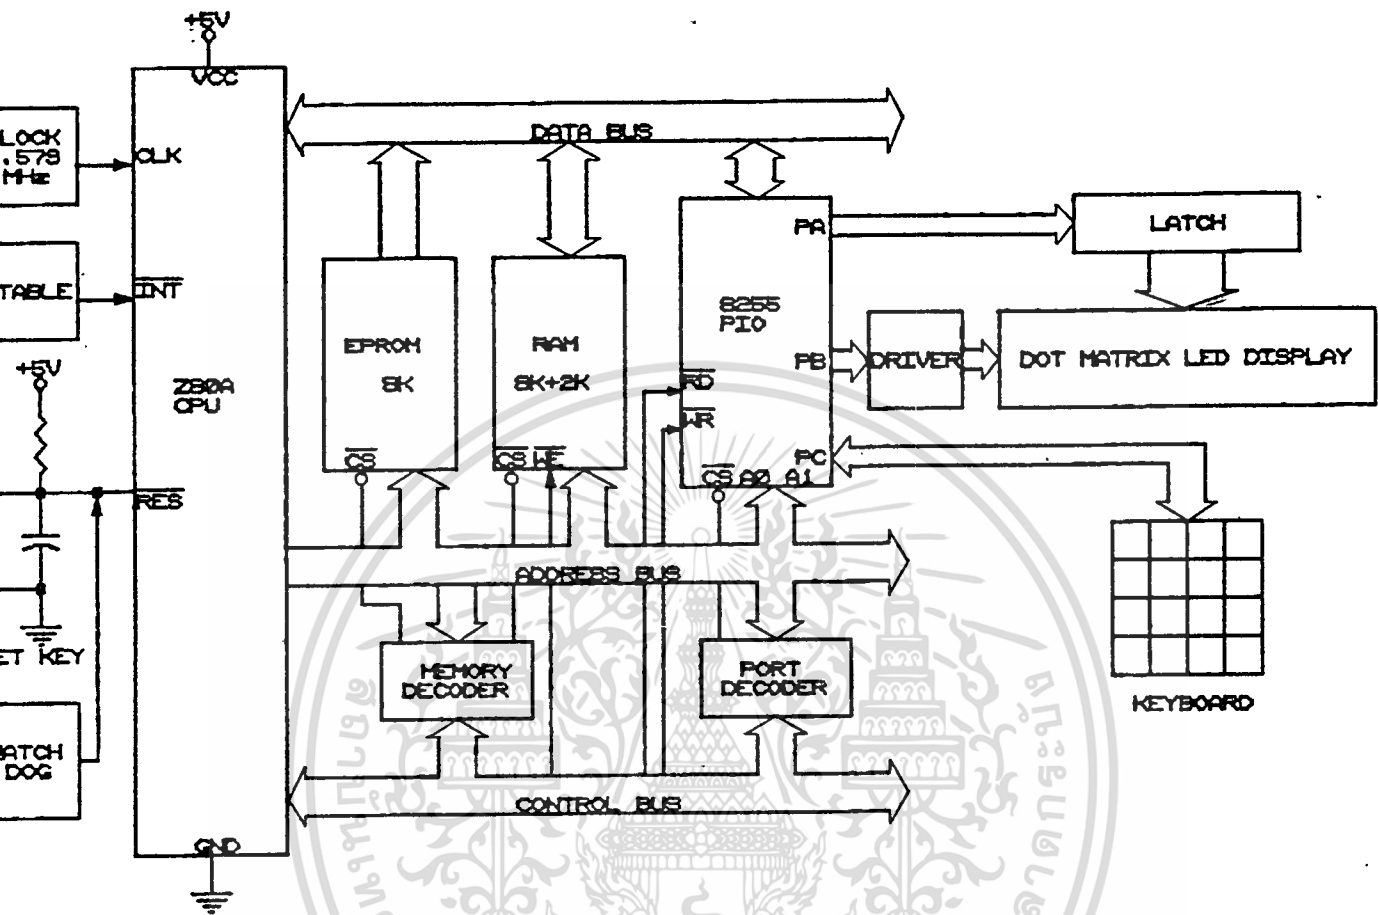 +5V
VCC
LOCK
.579
MHz
CLK
DATA BUS
PA
LATCH
TABLE
INT
8255
PIO
EPROM
8K
RAM
8K+2K
PB
DRIVER
DOT MATRIX LED DISPLAY
+5V
Z80A
CPU
RD
WR
CS
CS WE
PC
CS A0 A1
RES
ADDRESS BUS
ET KEY
MEMORY
DECODER
PORT
DECODER
KEYBOARD
WATCH
DOG
CONTROL BUS
GND